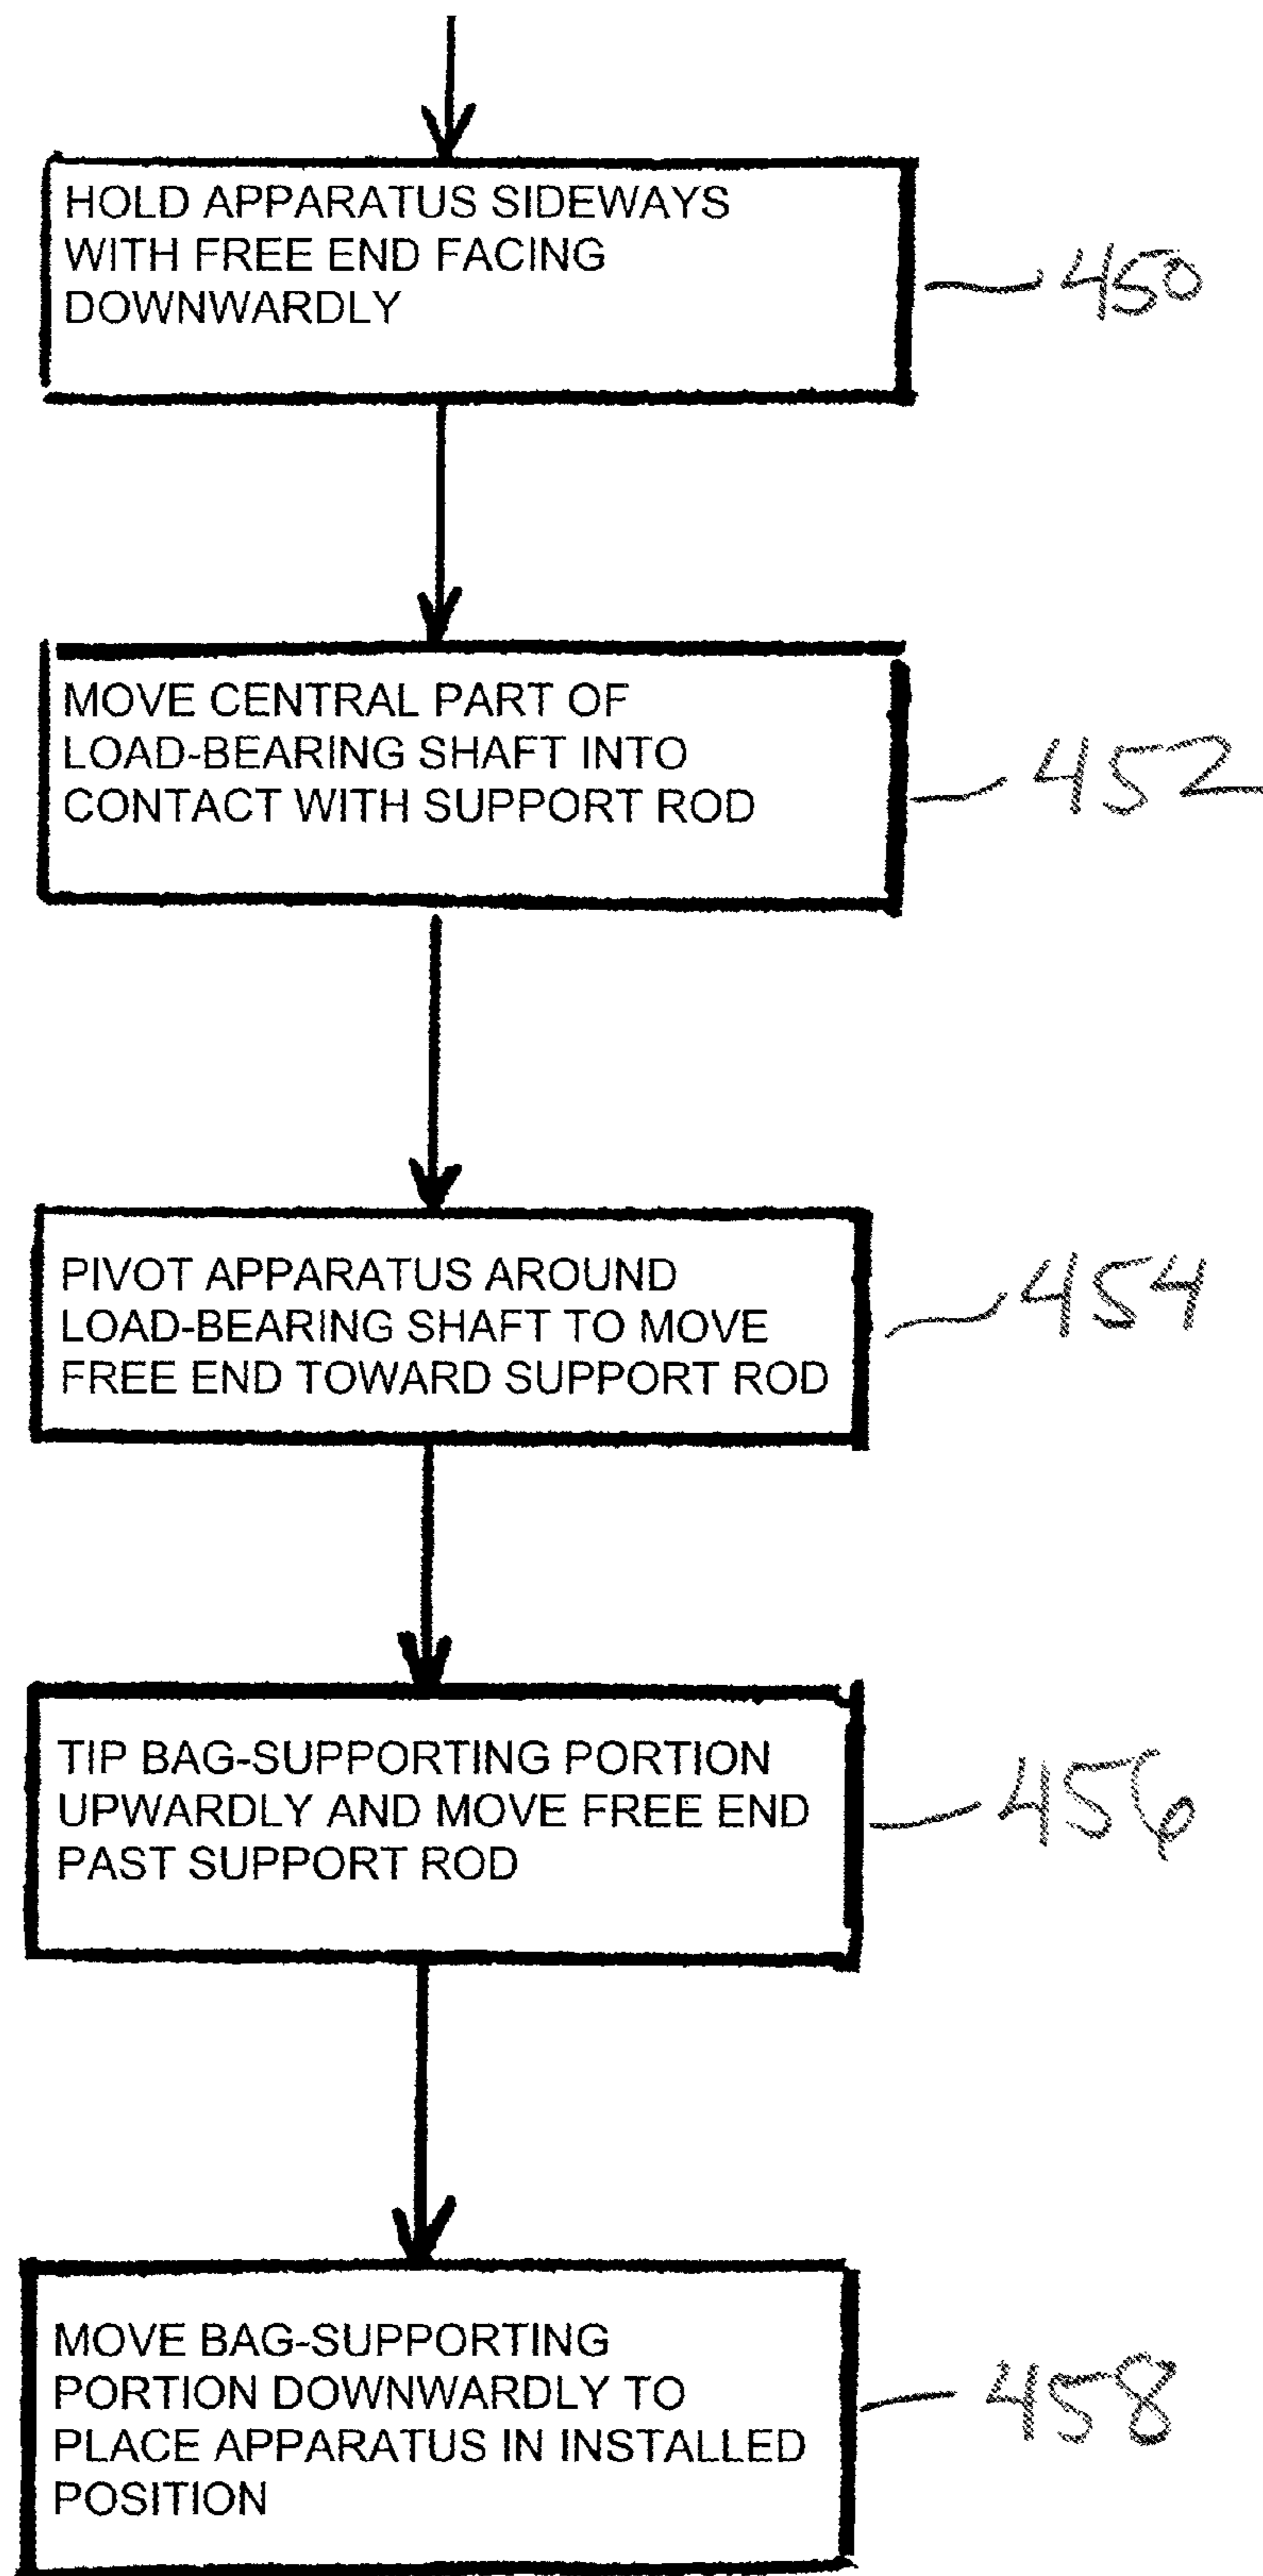 HOLD APPARATUS SIDEWAYS
WITH FREE END FACING
DOWNWARDLY
450
MOVE CENTRAL PART OF
LOAD-BEARING SHAFT INTO
CONTACT WITH SUPPORT ROD
452
PIVOT APPARATUS AROUND
LOAD-BEARING SHAFT TO MOVE
FREE END TOWARD SUPPORT ROD
454
TIP BAG-SUPPORTING PORTION
UPWARDLY AND MOVE FREE END
PAST SUPPORT ROD
456
MOVE BAG-SUPPORTING
PORTION DOWNWARDLY TO
PLACE APPARATUS IN INSTALLED
POSITION
458